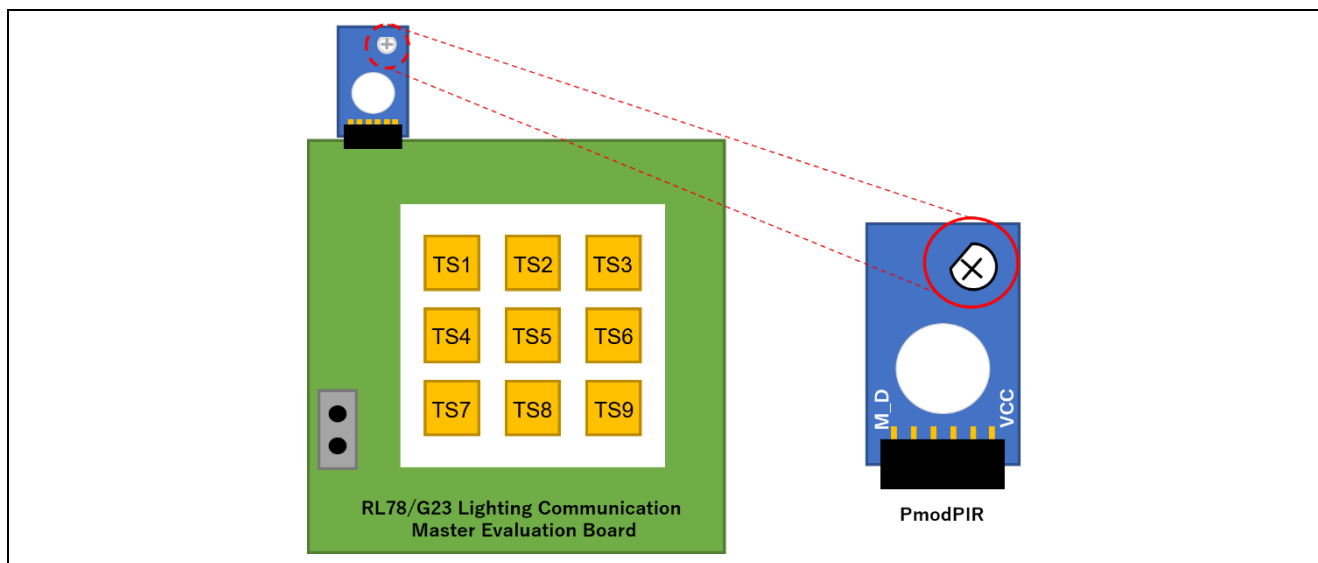 TS1 TS2 TS3
TS4 TS5 TS6
TS7 TS8 TS9
RL78/G23 Lighting Communication
Master Evaluation Board
M_D
VCC
PmodPIR